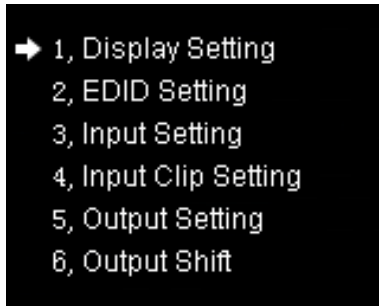 1, Display Setting
2, EDID Setting
3, Input Setting
4, Input Clip Setting
5, Output Setting
6, Output Shift